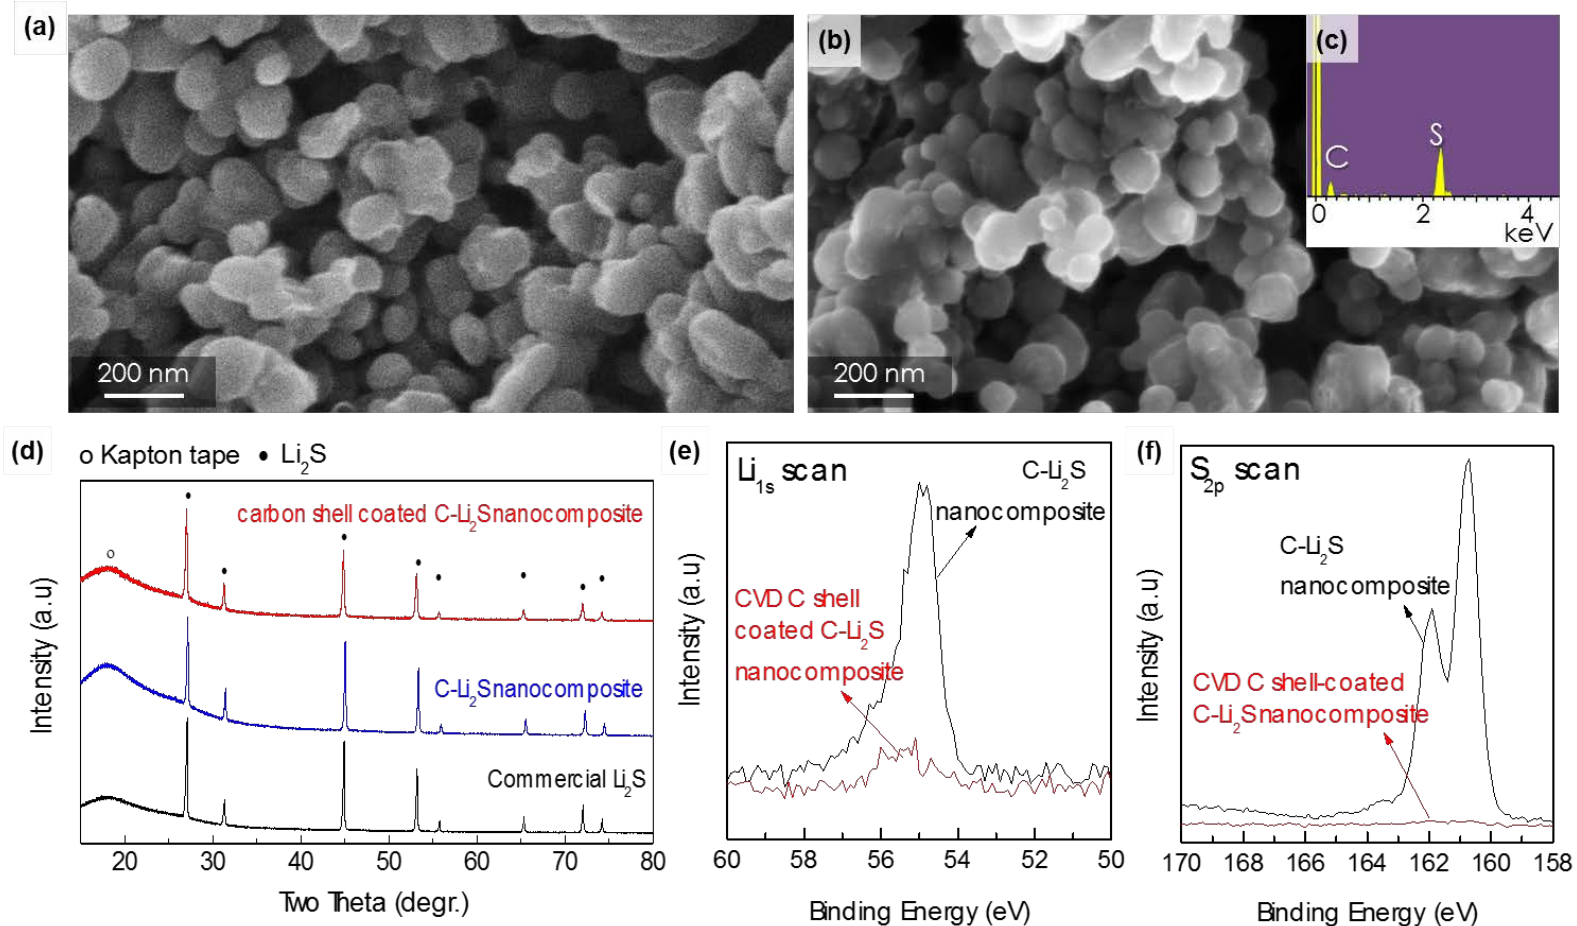 (a)
200 nm
(b)
200 nm
(c)
C
S
0 2 4
keV
(d)
o Kapton tape • Li₂S
carbon shell coated C-Li₂Snanocomposite
o
C-Li₂Snanocomposite
Commercial Li₂S
Intensity (a.u)
20 30 40 50 60 70 80
Two Theta (degr.)
(e)
Li₁s scan
C-Li₂S
nanocomposite
CVD C shell
coated C-Li₂S
nanocomposite
Intensity (a.u)
60 58 56 54 52 50
Binding Energy (eV)
(f)
S₂p scan
C-Li₂S
nanocomposite
CVD C shell-coated
C-Li₂Snanocomposite
Intensity (a.u)
170 168 166 164 162 160 158
Binding Energy (eV)